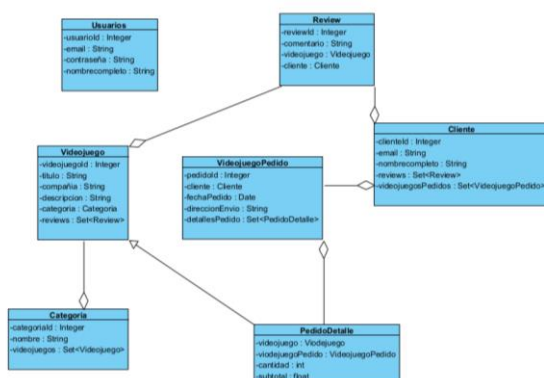 Usuarios
-usuarioId : Integer
-email : String
-contraseña : String
-nombrecompleto : String
Review
-reviewId : Integer
-comentario : String
-videojuego : Videojuego
-cliente : Cliente
Cliente
-clienteId : Integer
-email : String
-nombrecompleto : String
-reviews : Set<Review>
-videojuegosPedidos : Set<VideojuegoPedido>
Videojuego
-videojuegoId : Integer
-titulo : String
-compañia : String
-descripcion : String
-categoria : Categoria
-reviews : Set<Review>
VideojuegoPedido
-pedidoId : Integer
-cliente : Cliente
-fechaPedido : Date
-direccionEnvio : String
-detallesPedido : Set<PedidoDetalle>
Categoria
-categoriaId : Integer
-nombre : String
-videojuegos : Set<Videojuego>
PedidoDetalle
-videojuego : Viodejuego
-viodejuegoPedido : VideojuegoPedido
-cantidad : int
-subtotal : float